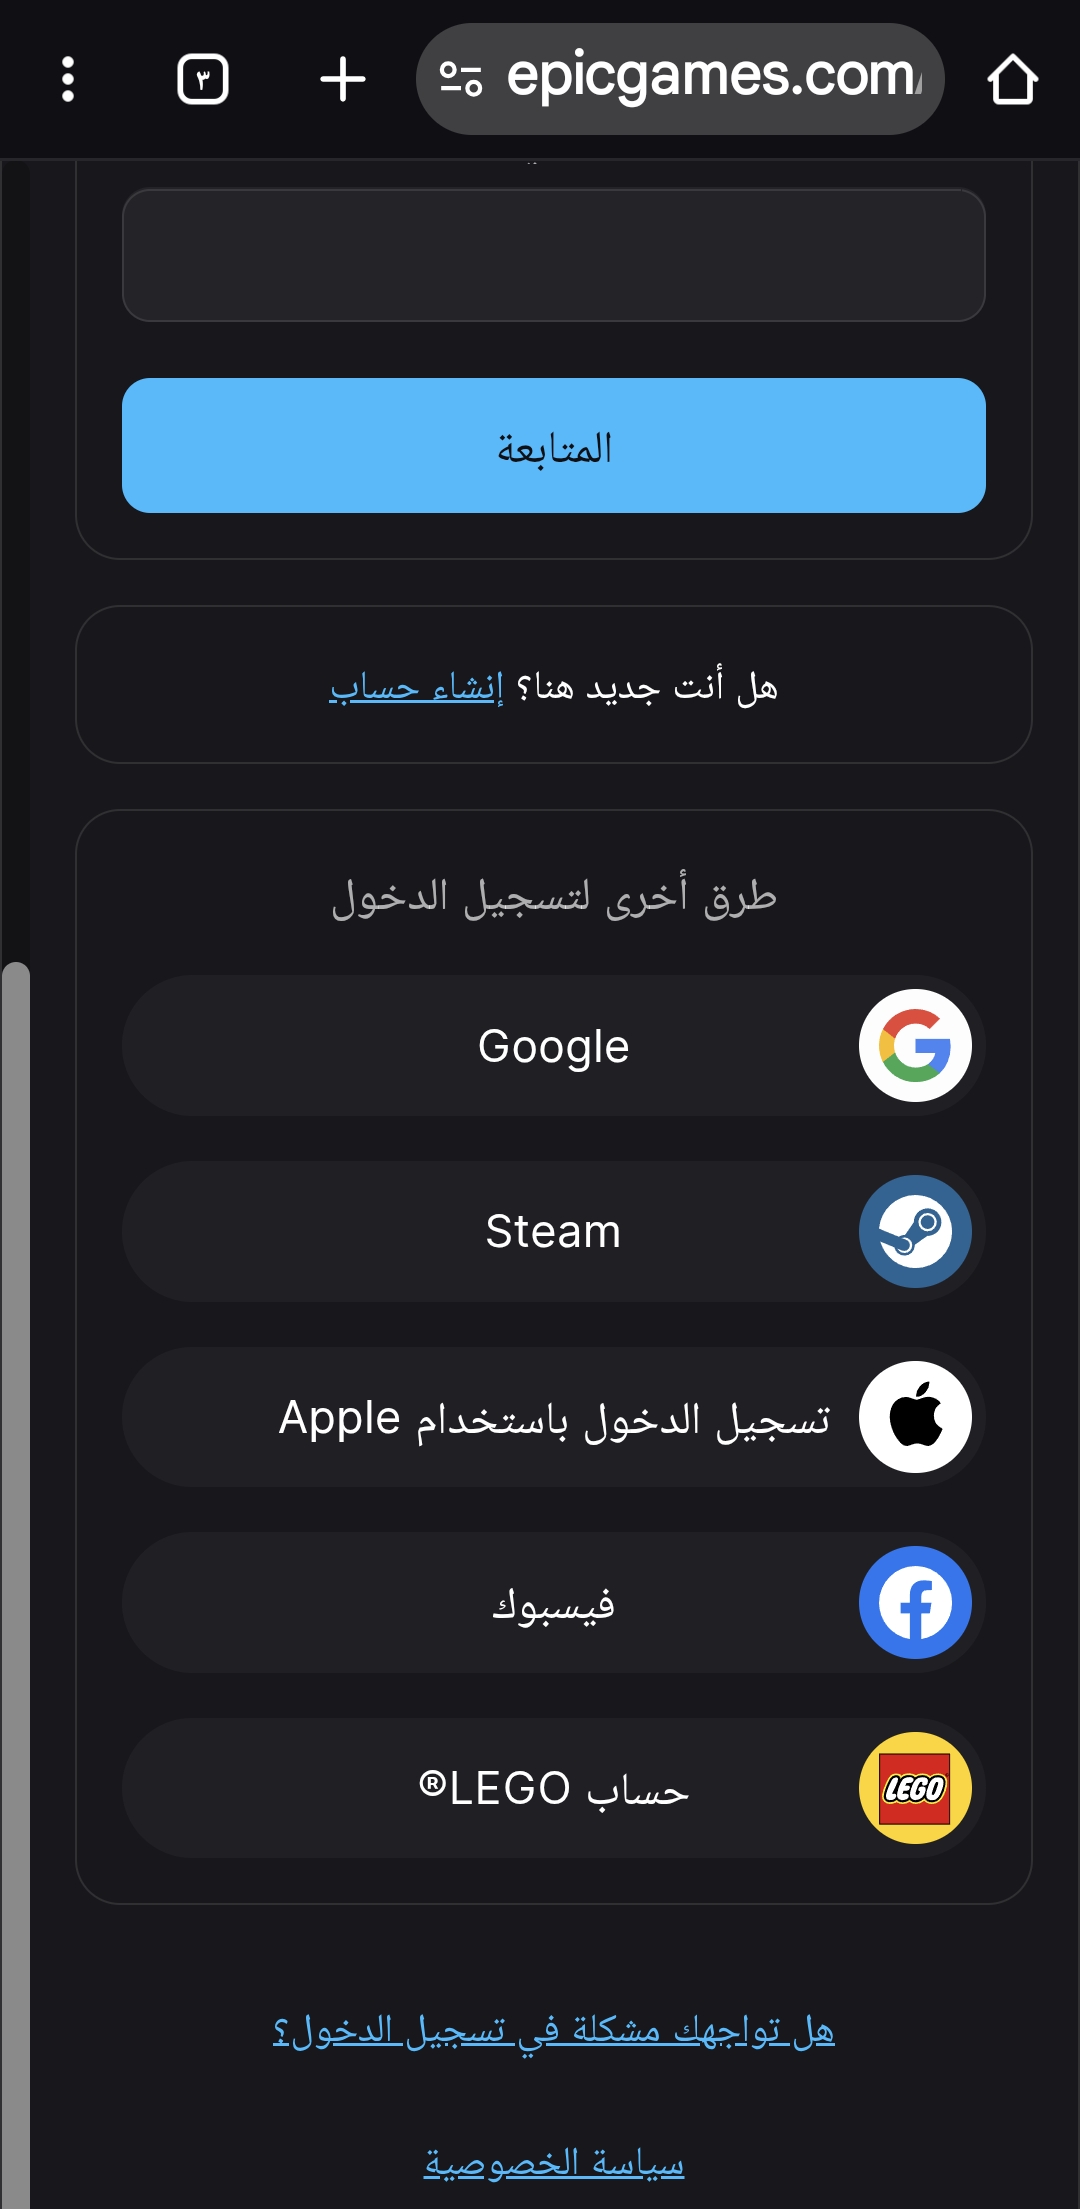 ٣
epicgames.com
المتابعة
هل أنت جديد هنا؟ إنشاء حساب
طرق أخرى لتسجيل الدخول
Google
Steam
تسجيل الدخول باستخدام Apple
فيسبوك
حساب LEGO®
LEGO
هل تواجهك مشكلة في تسجيل الدخول؟
سياسة الخصوصية